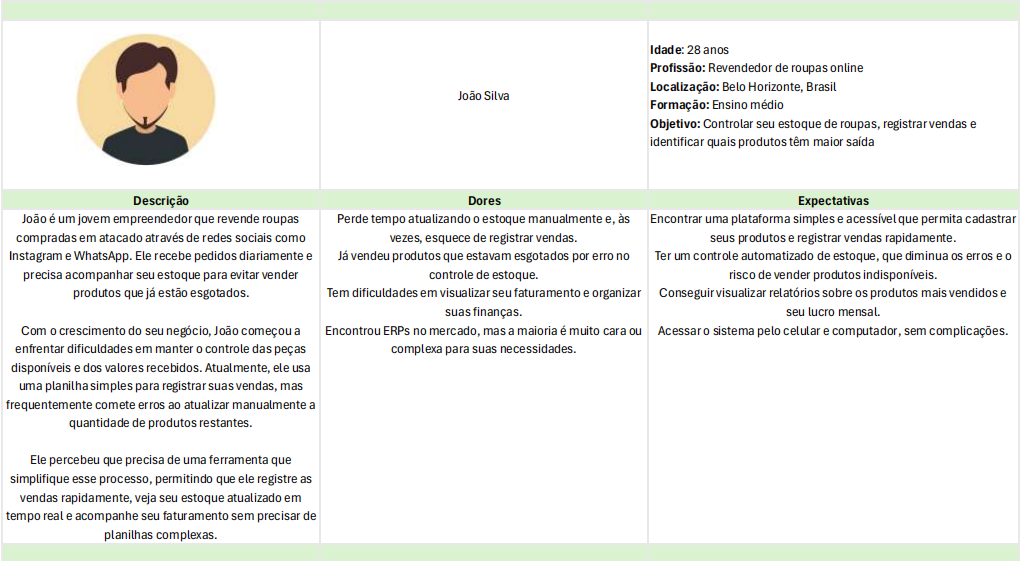 João Silva
Idade: 28 anos
Profissão: Revendedor de roupas online
Localização: Belo Horizonte, Brasil
Formação: Ensino médio
Objetivo: Controlar seu estoque de roupas, registrar vendas e
identificar quais produtos têm maior saída
Descrição
João é um jovem empreendedor que revende roupas
compradas em atacado através de redes sociais como
Instagram e WhatsApp. Ele recebe pedidos diariamente e
precisa acompanhar seu estoque para evitar vender
produtos que já estão esgotados.
Com o crescimento do seu negócio, João começou a
enfrentar dificuldades em manter o controle das peças
disponíveis e dos valores recebidos. Atualmente, ele usa
uma planilha simples para registrar suas vendas, mas
frequentemente comete erros ao atualizar manualmente a
quantidade de produtos restantes.
Ele percebeu que precisa de uma ferramenta que
simplifique esse processo, permitindo que ele registre as
vendas rapidamente, veja seu estoque atualizado em
tempo real e acompanhe seu faturamento sem precisar de
planilhas complexas.
Dores
Perde tempo atualizando o estoque manualmente e, às
vezes, esquece de registrar vendas.
Já vendeu produtos que estavam esgotados por erro no
controle de estoque.
Tem dificuldades em visualizar seu faturamento e organizar
suas finanças.
Encontrou ERPs no mercado, mas a maioria é muito cara ou
complexa para suas necessidades.
Expectativas
Encontrar uma plataforma simples e acessível que permita cadastrar
seus produtos e registrar vendas rapidamente.
Ter um controle automatizado de estoque, que diminua os erros e o
risco de vender produtos indisponíveis.
Conseguir visualizar relatórios sobre os produtos mais vendidos e
seu lucro mensal.
Acessar o sistema pelo celular e computador, sem complicações.